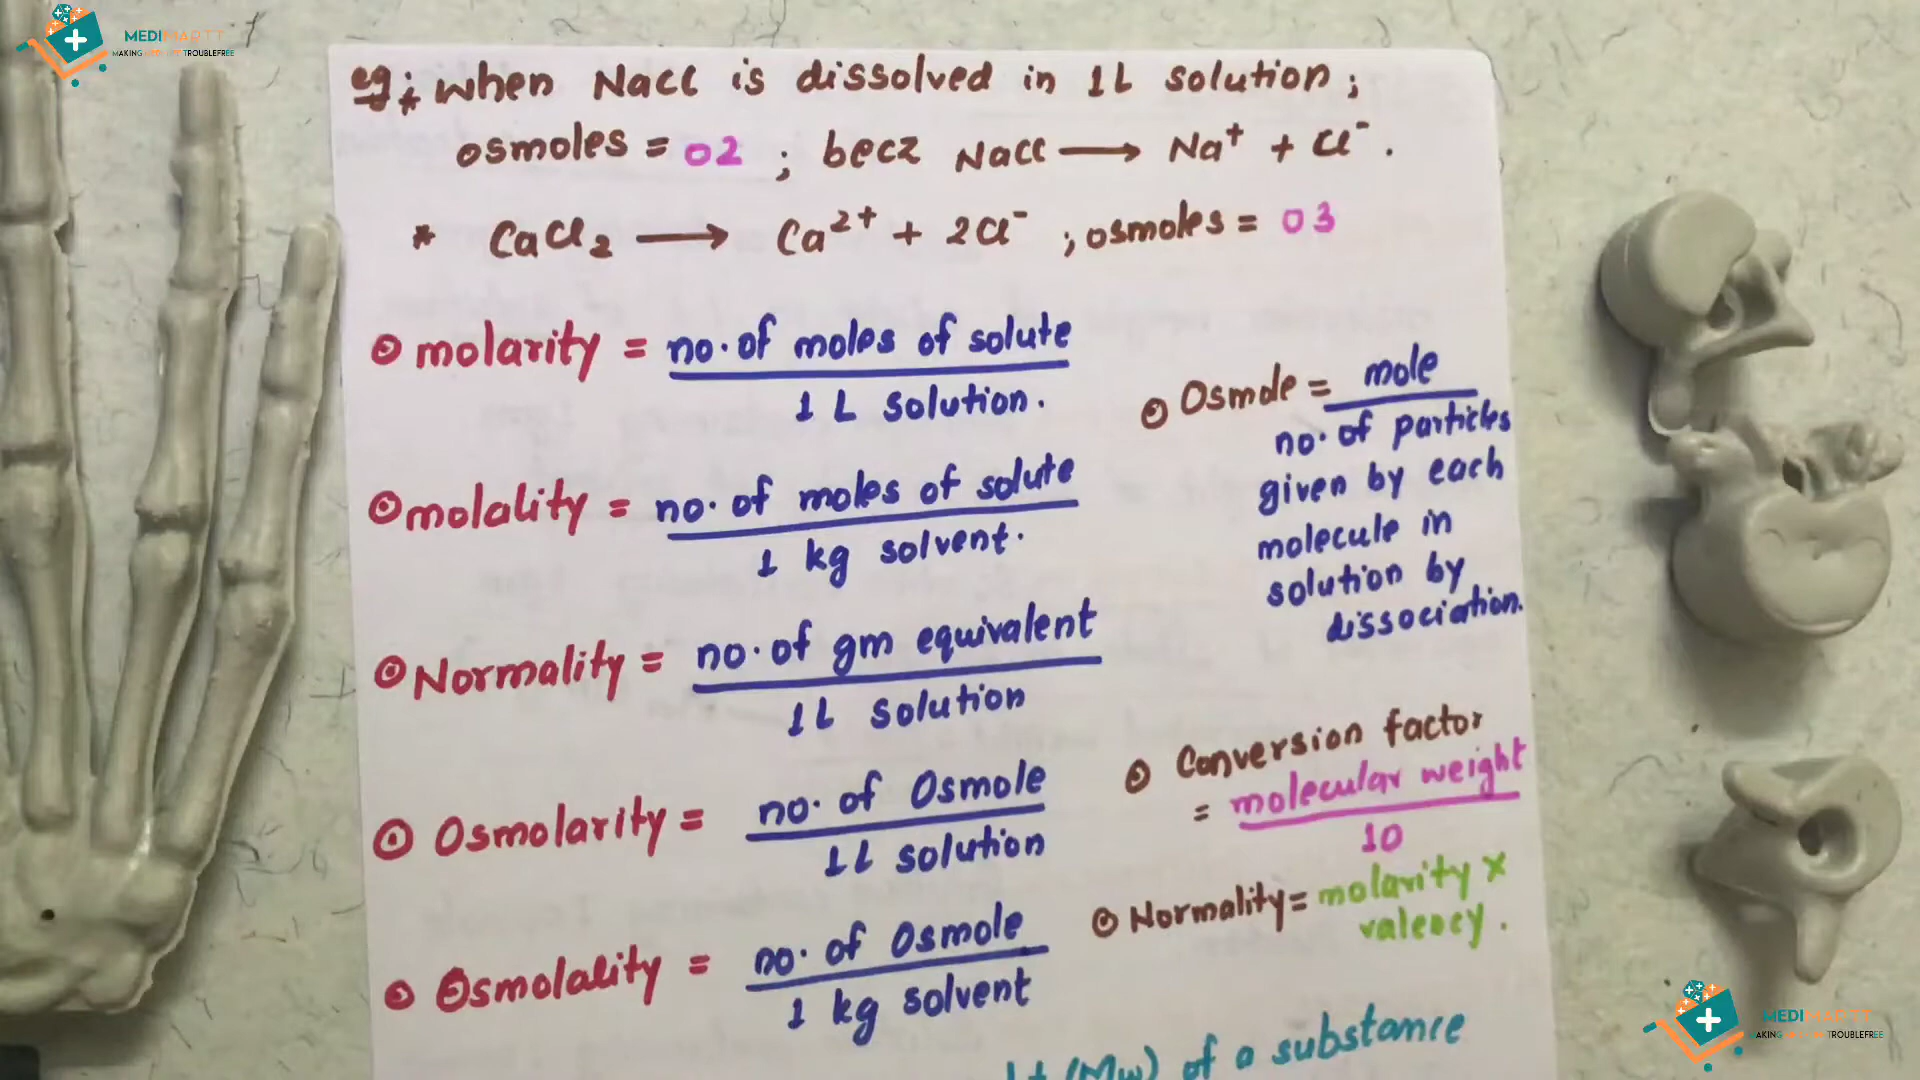 MEDIMARTT
MAKING TROUBLEFREE
eg; when NaCl is dissolved in 1L solution;
osmoles = 02 ; becz NaCl → Na⁺ + Cl⁻ .
* CaCl₂ → Ca²⁺ + 2Cl⁻ ; osmoles = 03
⊙ molarity = no. of moles of solute
1 L solution.
⊙ molality = no. of moles of solute
1 kg solvent.
⊙ Normality = no. of gm equivalent
1L solution
⊙ Osmolarity = no. of Osmole
1L solution
⊙ Osmolality = no. of Osmole
1 kg solvent
⊙ Osmole = mole
no. of particles
given by each
molecule in
solution by
dissociation.
⊙ Conversion factor
= molecular weight
10
⊙ Normality = molarity ×
valency.
(Mw) of a substance
MEDIMARTT
TROUBLEFREE